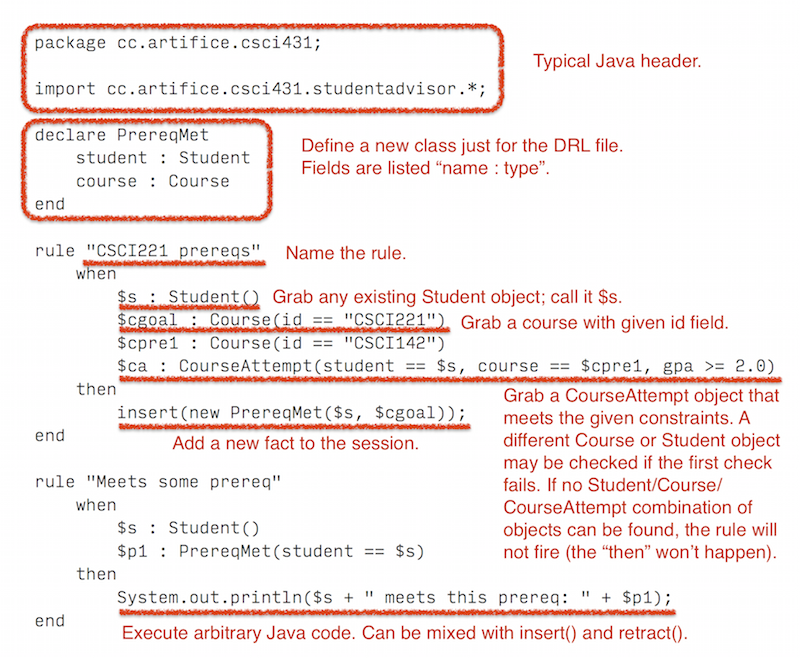 package cc.artifice.csci431;
Typical Java header.
import cc.artifice.csci431.studentadvisor.*;
declare PrereqMet
student : Student
course : Course
end
Define a new class just for the DRL file.
Fields are listed “name : type”.
rule "CSCI221 prereqs"
Name the rule.
when
$s : Student()
Grab any existing Student object; call it $s.
$cgoal : Course(id == "CSCI221")
Grab a course with given id field.
$cpre1 : Course(id == "CSCI142")
$ca : CourseAttempt(student == $s, course == $cpre1, gpa >= 2.0)
then
insert(new PrereqMet($s, $cgoal));
end
Add a new fact to the session.
Grab a CourseAttempt object that
meets the given constraints. A
different Course or Student object
may be checked if the first check
fails. If no Student/Course/
CourseAttempt combination of
objects can be found, the rule will
not fire (the “then” won’t happen).
rule "Meets some prereq"
when
$s : Student()
$p1 : PrereqMet(student == $s)
then
System.out.println($s + " meets this prereq: " + $p1);
end
Execute arbitrary Java code. Can be mixed with insert() and retract().